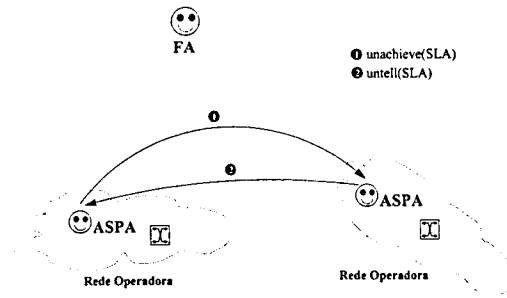 FA
❶ unachieve(SLA)
❷ untell(SLA)
❶
❷
ASPA
ASPA
Rede Operadora
Rede Operadora